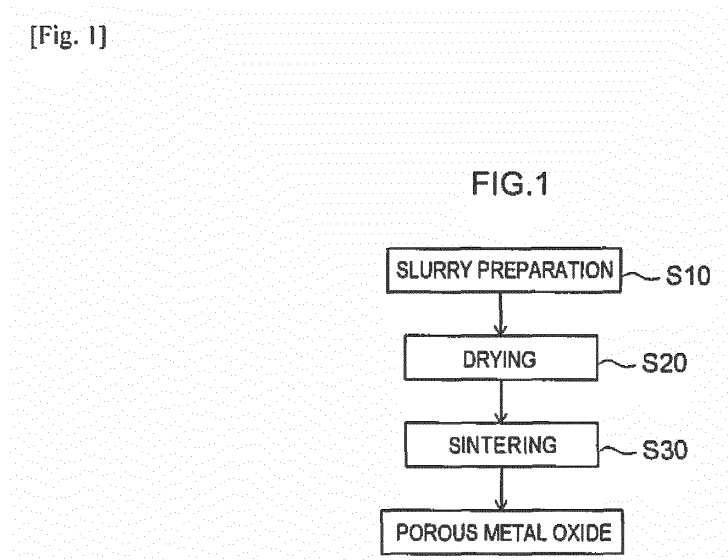 [Fig. 1]
FIG.1
SLURRY PREPARATION
S10
DRYING
S20
SINTERING
S30
POROUS METAL OXIDE